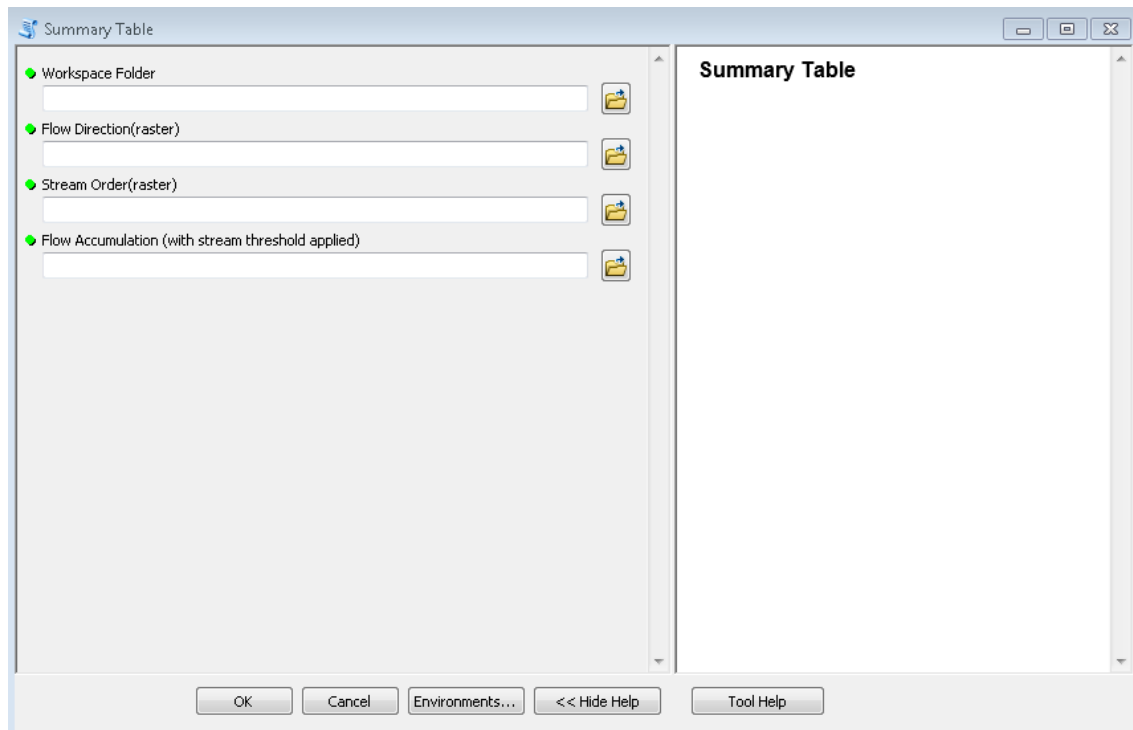 Summary Table
Workspace Folder
Flow Direction(raster)
Stream Order(raster)
Flow Accumulation (with stream threshold applied)
Summary Table
OK Cancel Environments... << Hide Help Tool Help